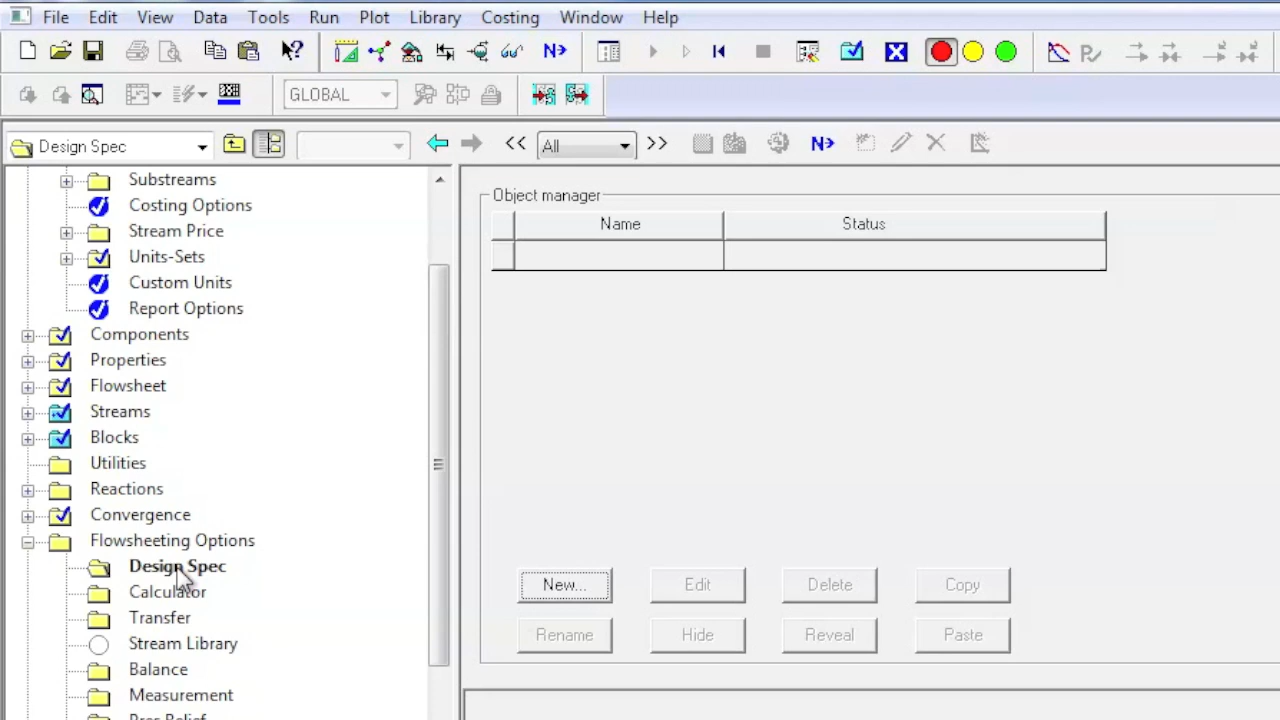 File Edit View Data Tools Run Plot Library Costing Window Help
N→
GLOBAL
Design Spec << All >> N→
Substreams
Costing Options
Stream Price
Units-Sets
Custom Units
Report Options
Components
Properties
Flowsheet
Streams
Blocks
Utilities
Reactions
Convergence
Flowsheeting Options
Design Spec
Calculator
Transfer
Stream Library
Balance
Measurement
Pres Relief
Object manager
Name Status
New... Edit Delete Copy
Rename Hide Reveal Paste